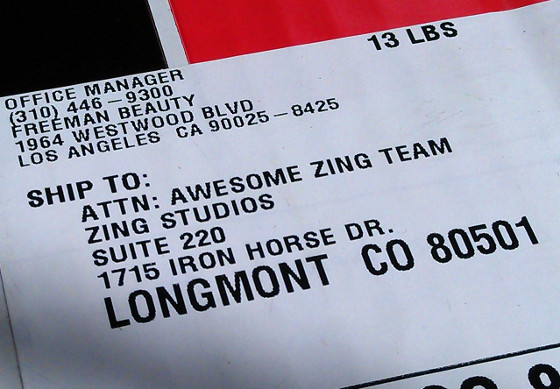 13 LBS
OFFICE MANAGER
(310) 446-9300
FREEMAN BEAUTY
1964 WESTWOOD BLVD
LOS ANGELES CA 90025-8425
SHIP TO:
ATTN: AWESOME ZING TEAM
ZING STUDIOS
SUITE 220
1715 IRON HORSE DR.
LONGMONT CO 80501